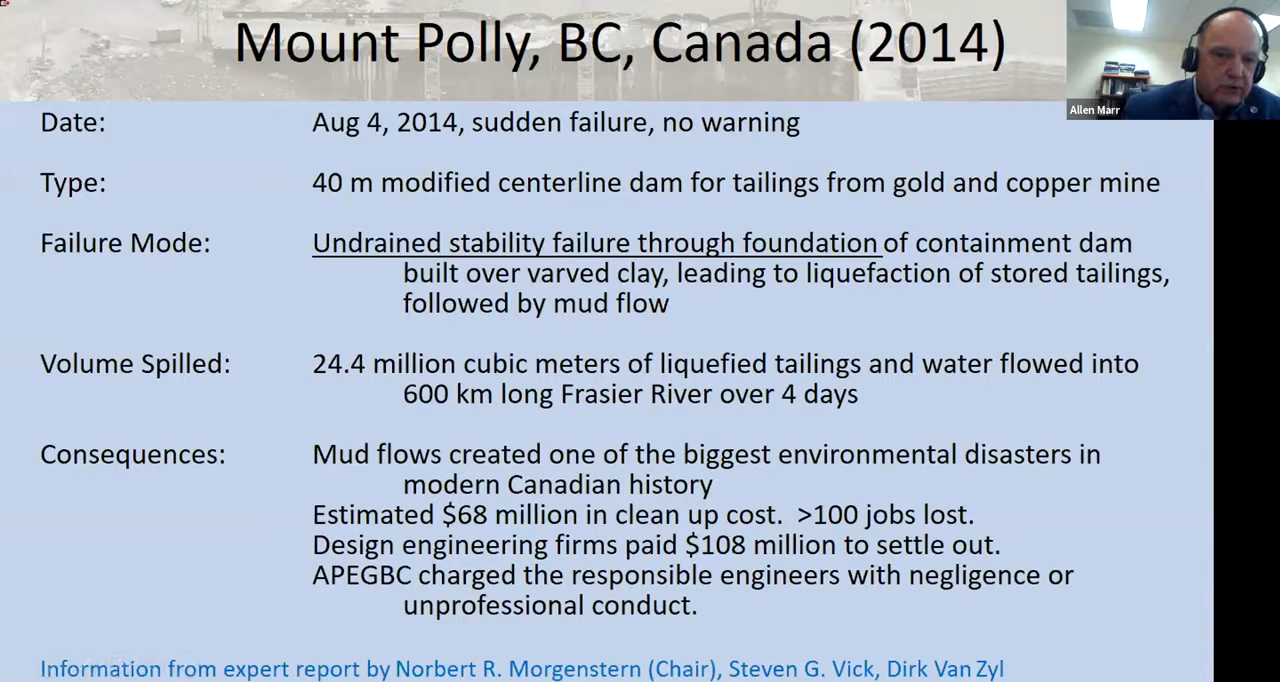 Mount Polly, BC, Canada (2014)
Allen Marr
Date: Aug 4, 2014, sudden failure, no warning
Type: 40 m modified centerline dam for tailings from gold and copper mine
Failure Mode: Undrained stability failure through foundation of containment dam
built over varved clay, leading to liquefaction of stored tailings,
followed by mud flow
Volume Spilled: 24.4 million cubic meters of liquefied tailings and water flowed into
600 km long Frasier River over 4 days
Consequences: Mud flows created one of the biggest environmental disasters in
modern Canadian history
Estimated $68 million in clean up cost. >100 jobs lost.
Design engineering firms paid $108 million to settle out.
APEGBC charged the responsible engineers with negligence or
unprofessional conduct.
Information from expert report by Norbert R. Morgenstern (Chair), Steven G. Vick, Dirk Van Zyl